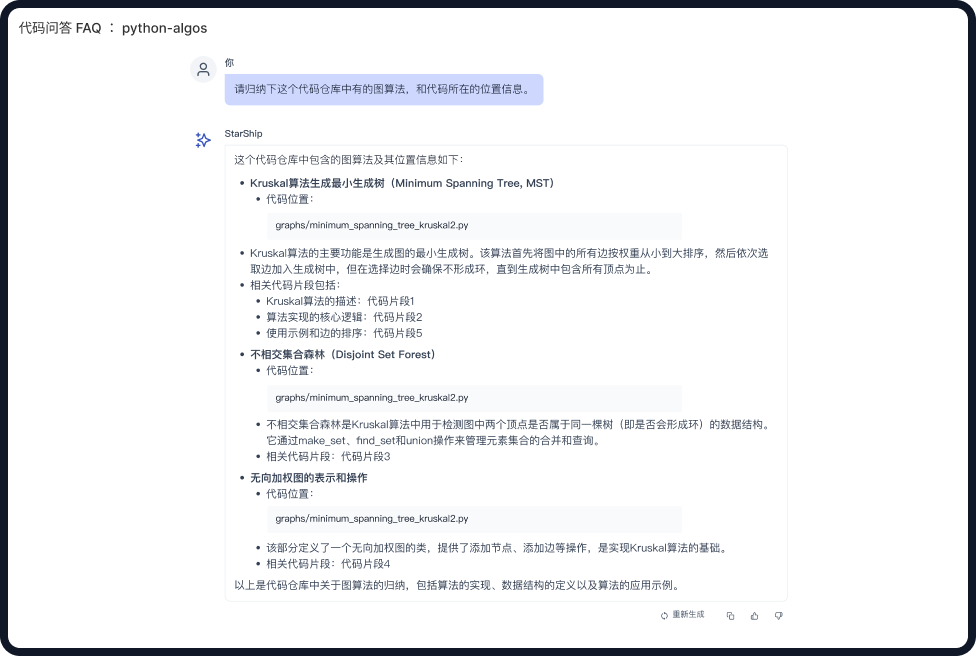 代码问答 FAQ ： python-algos
你
请归纳下这个代码仓库中有的图算法，和代码所在的位置信息。
StarShip
这个代码仓库中包含的图算法及其位置信息如下：
• Kruskal算法生成最小生成树（Minimum Spanning Tree, MST）
• 代码位置：
graphs/minimum_spanning_tree_kruskal2.py
• Kruskal算法的主要功能是生成图的最小生成树。该算法首先将图中的所有边按权重从小到大排序，然后依次选
取边加入生成树中，但在选择边时会确保不形成环，直到生成树中包含所有顶点为止。
• 相关代码片段包括：
• Kruskal算法的描述：代码片段1
• 算法实现的核心逻辑：代码片段2
• 使用示例和边的排序：代码片段5
• 不相交集合森林（Disjoint Set Forest）
• 代码位置：
graphs/minimum_spanning_tree_kruskal2.py
• 不相交集合森林是Kruskal算法中用于检测图中两个顶点是否属于同一棵树（即是否会形成环）的数据结构。
它通过make_set、find_set和union操作来管理元素集合的合并和查询。
• 相关代码片段：代码片段3
• 无向加权图的表示和操作
• 代码位置：
graphs/minimum_spanning_tree_kruskal2.py
• 该部分定义了一个无向加权图的类，提供了添加节点、添加边等操作，是实现Kruskal算法的基础。
• 相关代码片段：代码片段4
以上是代码仓库中关于图算法的归纳，包括算法的实现、数据结构的定义以及算法的应用示例。
重新生成